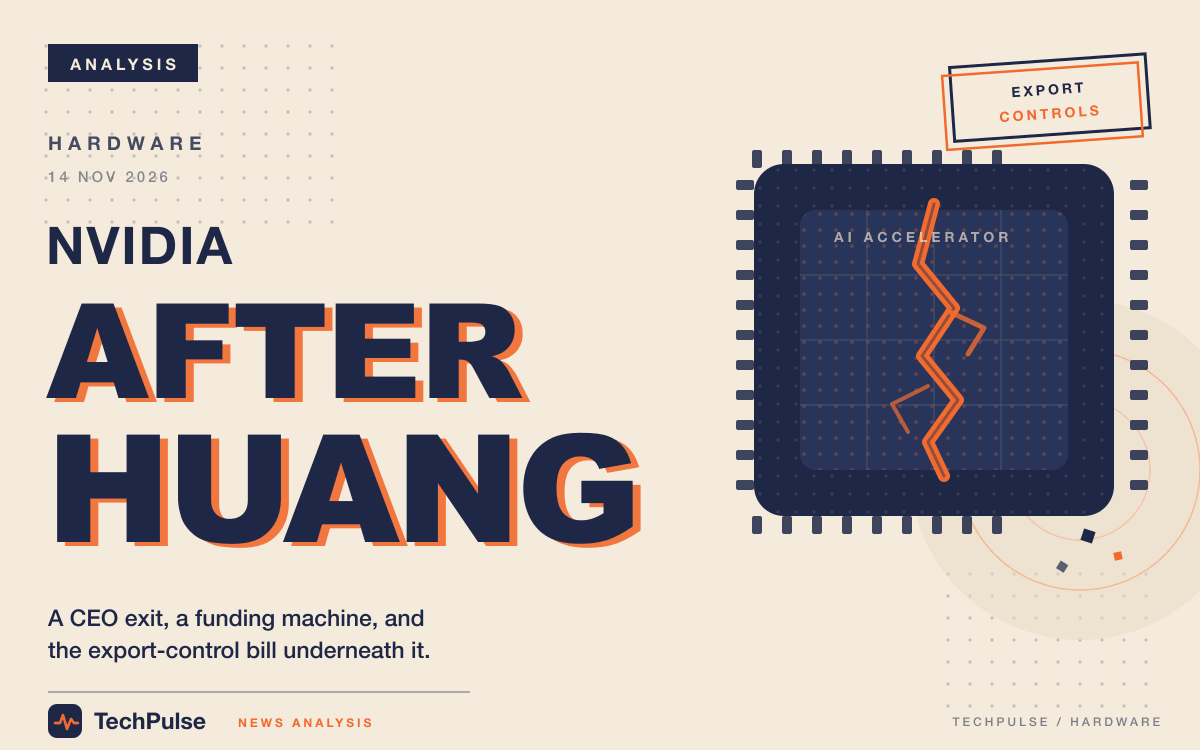 ANALYSIS
HARDWARE
14 NOV 2026
NVIDIA
AFTER
HUANG
A CEO exit, a funding machine, and
the export-control bill underneath it.
TechPulse
NEWS ANALYSIS
EXPORT
CONTROLS
AI ACCELERATOR
TECHPULSE / HARDWARE